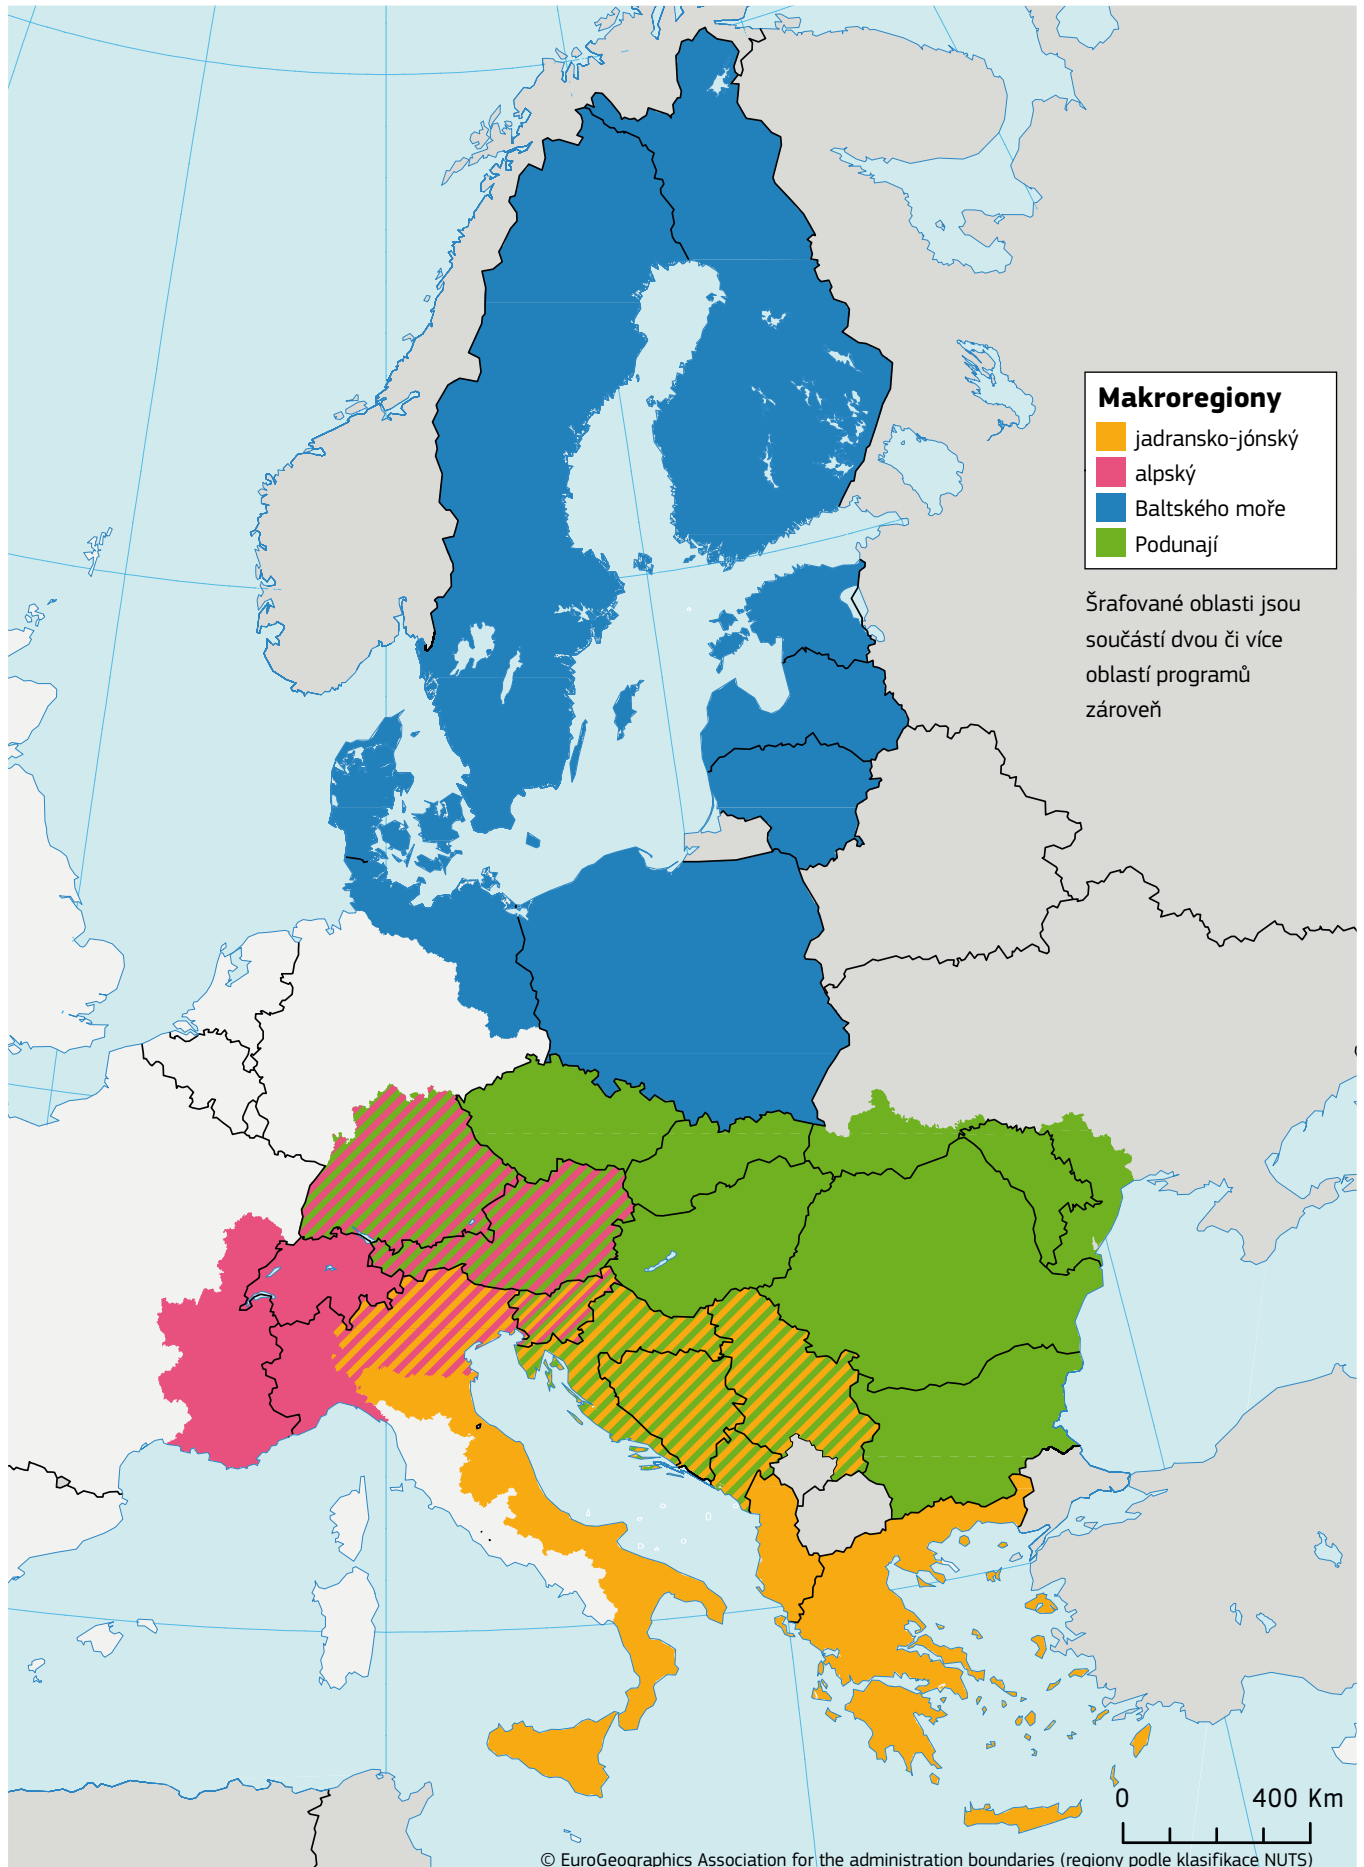 Makroregiony
jadransko-jónský
alpský
Baltského moře
Podunají
Šrafované oblasti jsou
součástí dvou či více
oblastí programů
zároveň
0 400 Km
© EuroGeographics Association for the administration boundaries (regiony podle klasifikace NUTS)